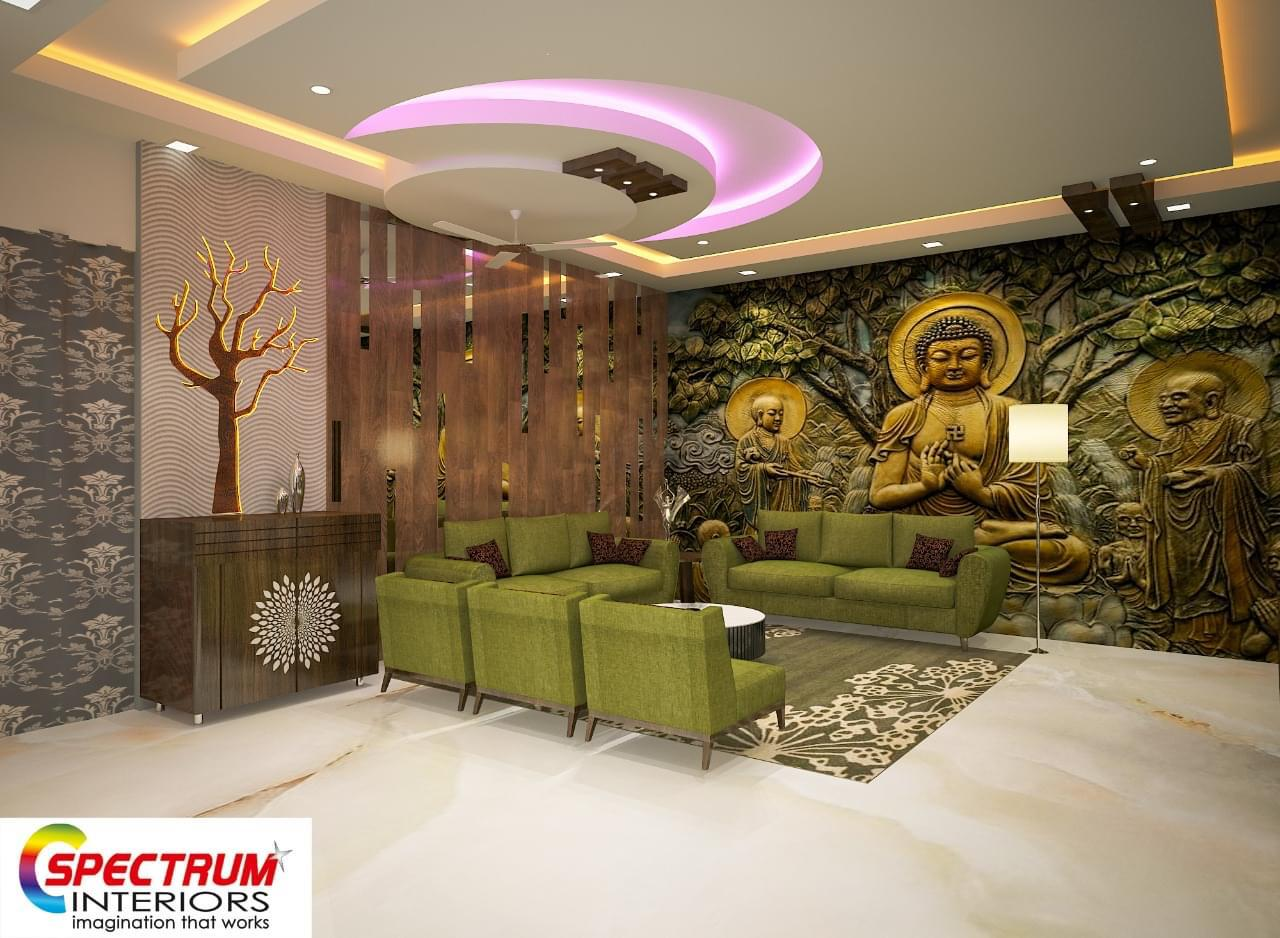 SPECTRUM
INTERIORS
imagination that works